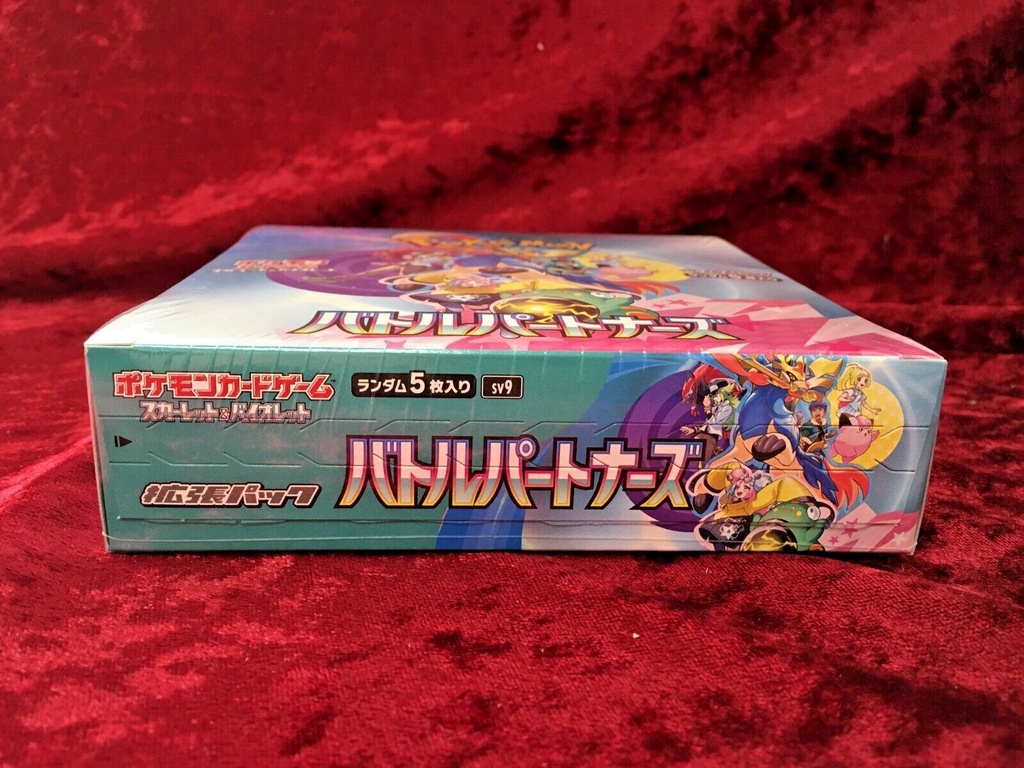 バトルパートナーズ
ポケモンカードゲーム
スカーレット&バイオレット
ランダム5枚入り
sv9
拡張パック
バトルパートナーズ